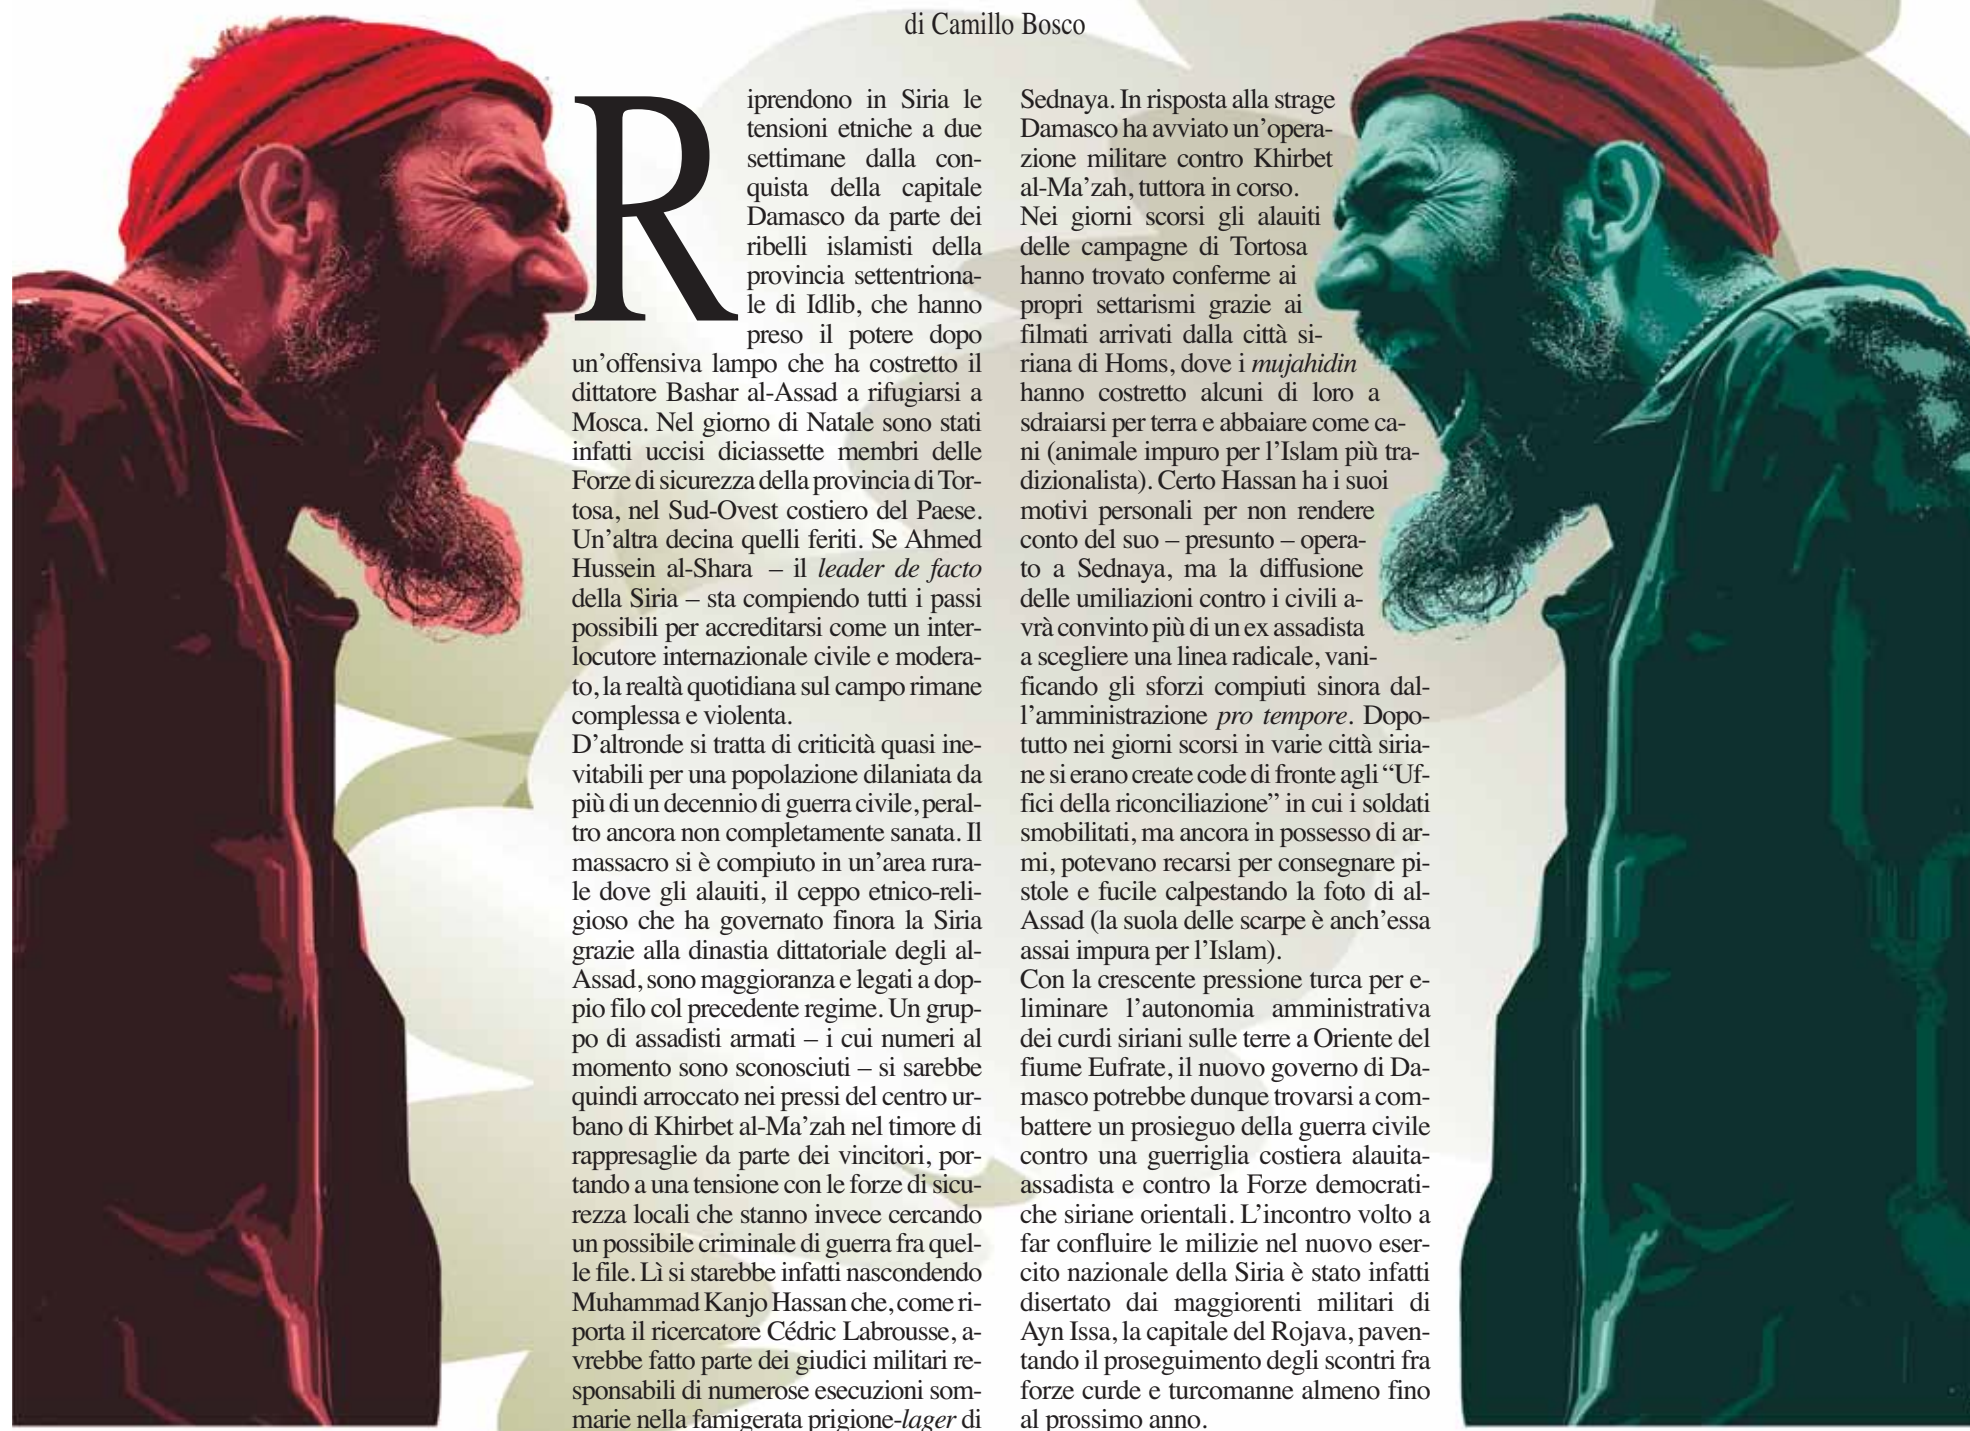 di Camillo Bosco
Riprendono in Siria le
tensioni etniche a due
settimane dalla con-
quista della capitale
Damasco da parte dei
ribelli islamisti della
provincia settentriona-
le di Idlib, che hanno
preso il potere dopo
un’offensiva lampo che ha costretto il
dittatore Bashar al-Assad a rifugiarsi a
Mosca. Nel giorno di Natale sono stati
infatti uccisi diciassette membri delle
Forze di sicurezza della provincia di Tor-
tosa, nel Sud-Ovest costiero del Paese.
Un’altra decina quelli feriti. Se Ahmed
Hussein al-Shara – il leader de facto
della Siria – sta compiendo tutti i passi
possibili per accreditarsi come un inter-
locutore internazionale civile e modera-
to, la realtà quotidiana sul campo rimane
complessa e violenta.
D’altronde si tratta di criticità quasi ine-
vitabili per una popolazione dilaniata da
più di un decennio di guerra civile, peral-
tro ancora non completamente sanata. Il
massacro si è compiuto in un’area rura-
le dove gli alauiti, il ceppo etnico-reli-
gioso che ha governato finora la Siria
grazie alla dinastia dittatoriale degli al-
Assad, sono maggioranza e legati a dop-
pio filo col precedente regime. Un grup-
po di assadisti armati – i cui numeri al
momento sono sconosciuti – si sarebbe
quindi arroccato nei pressi del centro ur-
bano di Khirbet al-Ma’zah nel timore di
rappresaglie da parte dei vincitori, por-
tando a una tensione con le forze di sicu-
rezza locali che stanno invece cercando
un possibile criminale di guerra fra quel-
le file. Lì si starebbe infatti nascondendo
Muhammad Kanjo Hassan che, come ri-
porta il ricercatore Cédric Labrousse, a-
vrebbe fatto parte dei giudici militari re-
sponsabili di numerose esecuzioni som-
marie nella famigerata prigione-lager di
Sednaya. In risposta alla strage
Damasco ha avviato un’opera-
zione militare contro Khirbet
al-Ma’zah, tuttora in corso.
Nei giorni scorsi gli alauiti
delle campagne di Tortosa
hanno trovato conferme ai
propri settarismi grazie ai
filmati arrivati dalla città si-
riana di Homs, dove i mujahidin
hanno costretto alcuni di loro a
sdraiarsi per terra e abbaiare come ca-
ni (animale impuro per l’Islam più tra-
dizionalista). Certo Hassan ha i suoi
motivi personali per non rendere
conto del suo – presunto – opera-
to a Sednaya, ma la diffusione
delle umiliazioni contro i civili a-
vrà convinto più di un ex assadista
a scegliere una linea radicale, vani-
ficando gli sforzi compiuti sinora dal-
l’amministrazione pro tempore. Dopo-
tutto nei giorni scorsi in varie città siria-
ne si erano create code di fronte agli “Uf-
fici della riconciliazione” in cui i soldati
smobilitati, ma ancora in possesso di ar-
mi, potevano recarsi per consegnare pi-
stole e fucile calpestando la foto di al-
Assad (la suola delle scarpe è anch’essa
assai impura per l’Islam).
Con la crescente pressione turca per e-
liminare l’autonomia amministrativa
dei curdi siriani sulle terre a Oriente del
fiume Eufrate, il nuovo governo di Da-
masco potrebbe dunque trovarsi a com-
battere un prosieguo della guerra civile
contro una guerriglia costiera alauita-
assadista e contro la Forze democrati-
che siriane orientali. L’incontro volto a
far confluire le milizie nel nuovo eser-
cito nazionale della Siria è stato infatti
disertato dai maggiorenti militari di
Ayn Issa, la capitale del Rojava, paven-
tando il proseguimento degli scontri fra
forze curde e turcomanne almeno fino
al prossimo anno.